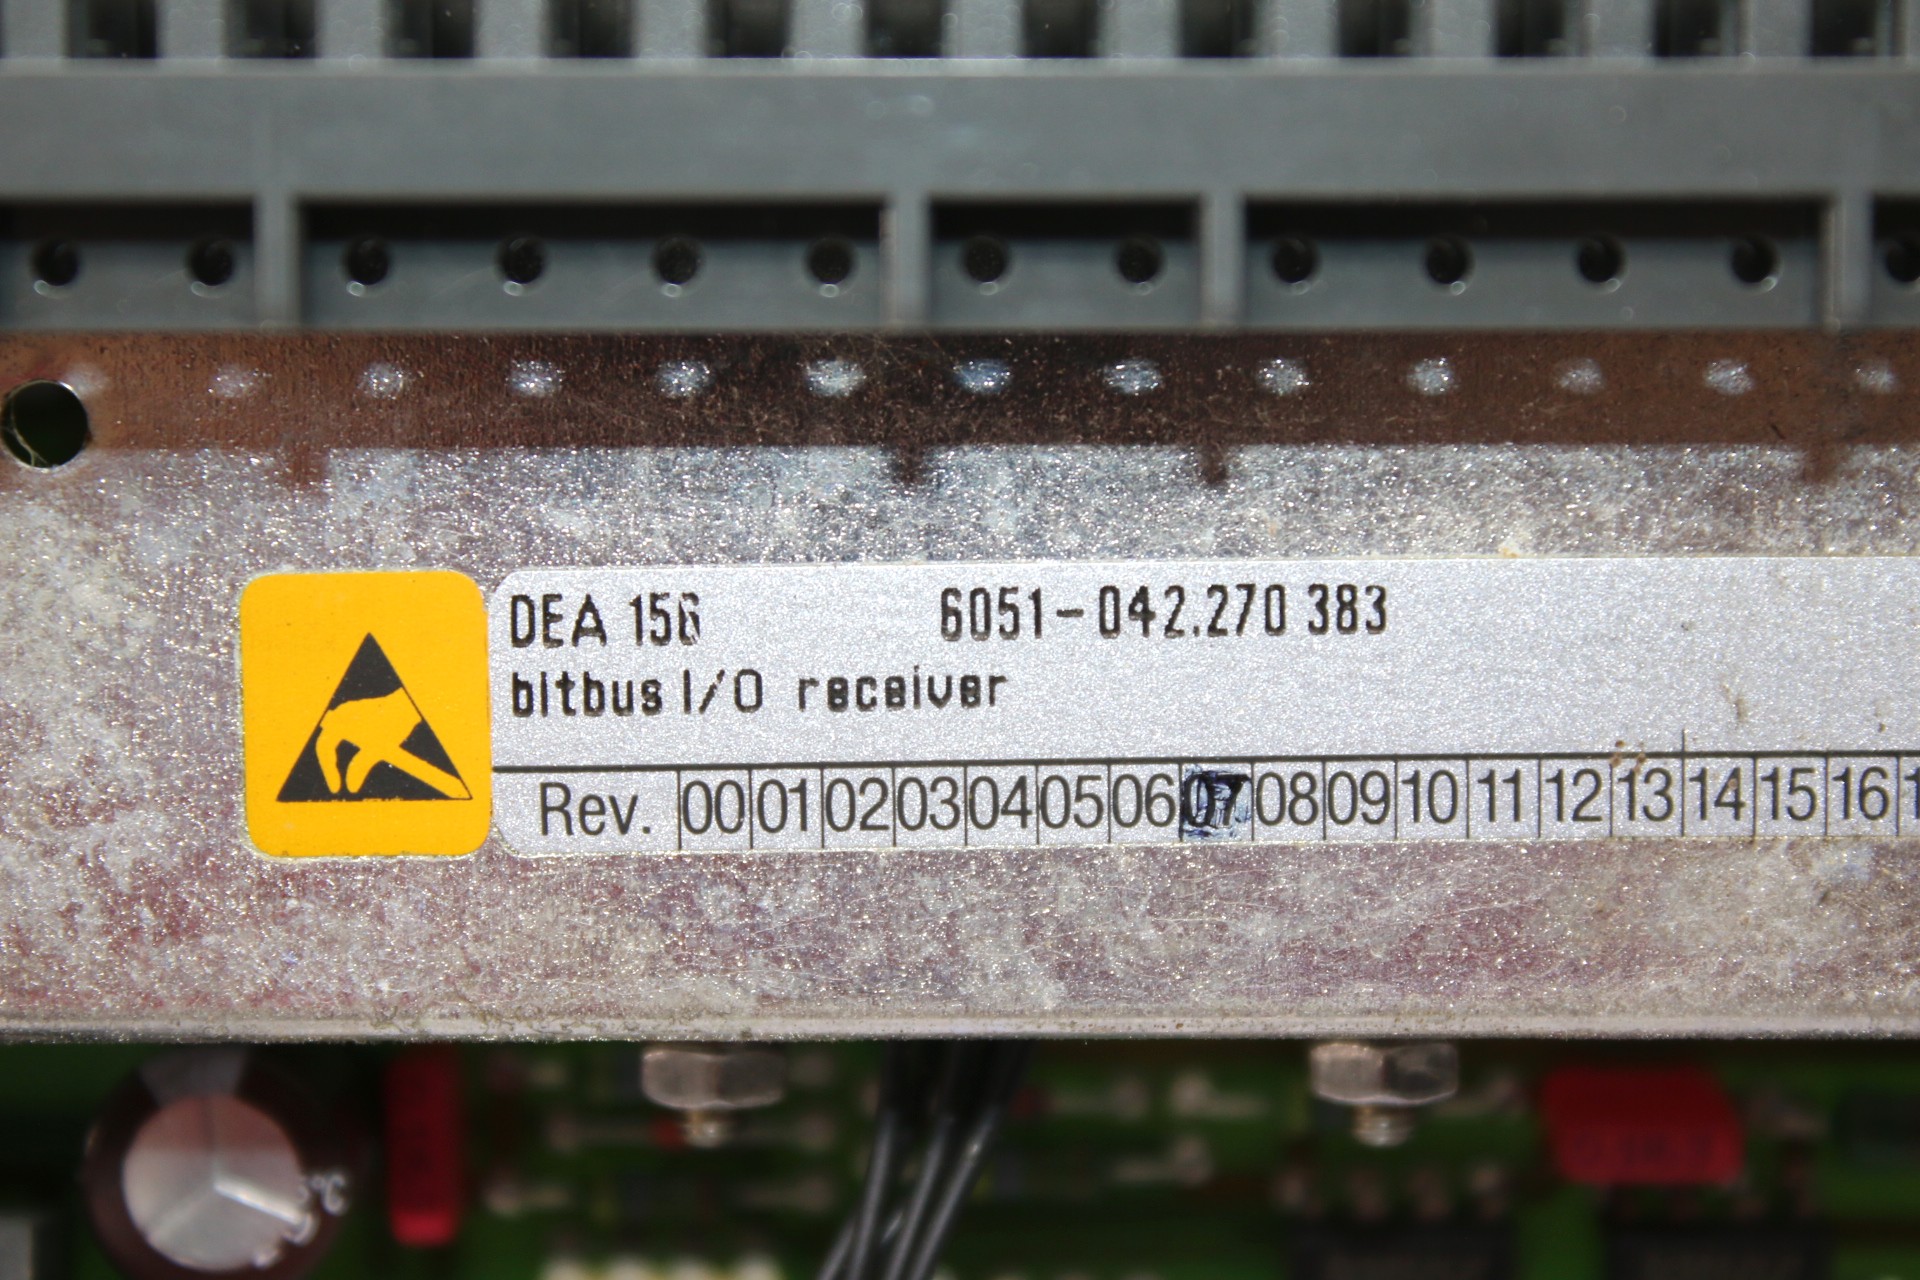 DEA 156 6051-042.270 383
bitbus I/O receiver
Rev. 00 01 02 03 04 05 06 07 08 09 10 11 12 13 14 15 16
°C